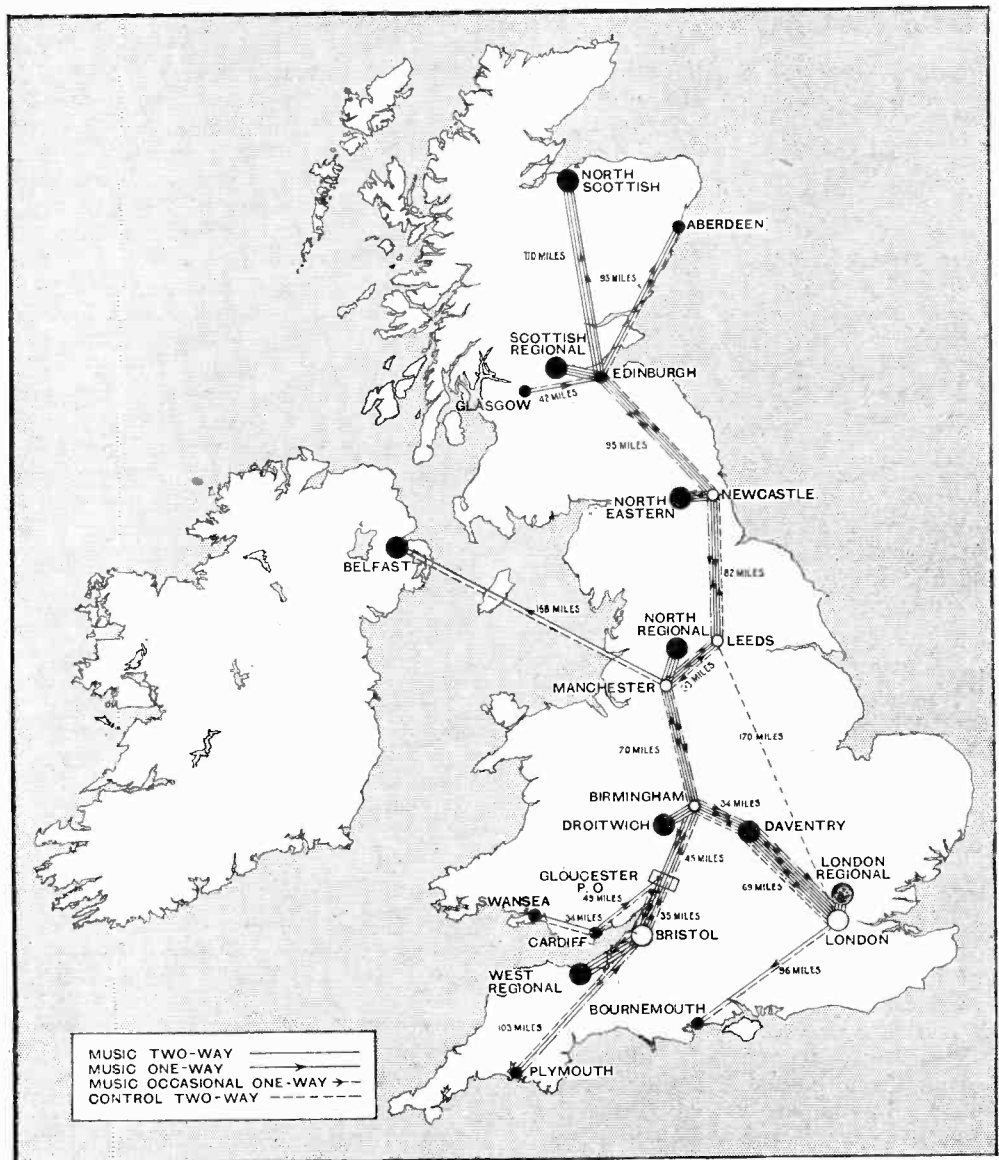 NORTH
SCOTTISH
ABERDEEN
110 MILES
93 MILES
SCOTTISH
REGIONAL
EDINBURGH
GLASGOW
42 MILES
95 MILES
NORTH
EASTERN
NEWCASTLE
BELFAST
82 MILES
168 MILES
NORTH
REGIONAL
LEEDS
MANCHESTER
MILES
70 MILES
170 MILES
BIRMINGHAM
34 MILES
DROITWICH
DAVENTRY
45 MILES
LONDON
REGIONAL
GLOUCESTER
P.O
49 MILES
69 MILES
SWANSEA
34 MILES
35 MILES
CARDIFF
BRISTOL
LONDON
WEST
REGIONAL
96 MILES
BOURNEMOUTH
103 MILES
PLYMOUTH
MUSIC TWO-WAY
MUSIC ONE-WAY
MUSIC OCCASIONAL ONE-WAY
CONTROL TWO-WAY